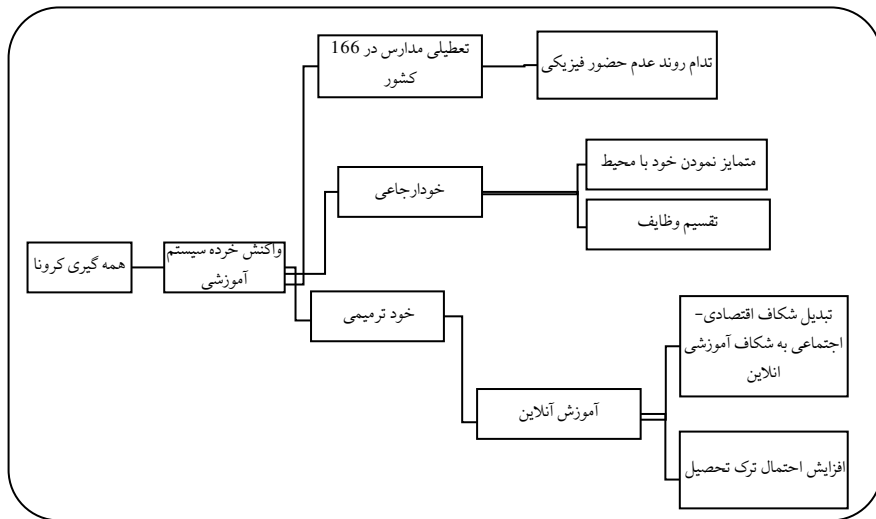 تعطیلی مدارس در 166
کشور
تدام روند عدم حضور فیزیکی
متمایز نمودن خود با محیط
خودارجاعی
تقسیم وظایف
همه گیری کرونا
واکنش خرده سیستم
آموزشی
خود ترمیمی
تبدیل شکاف اقتصادی-
اجتماعی به شکاف آموزشی
انلاین
آموزش آنلاین
افزایش احتمال ترک تحصیل